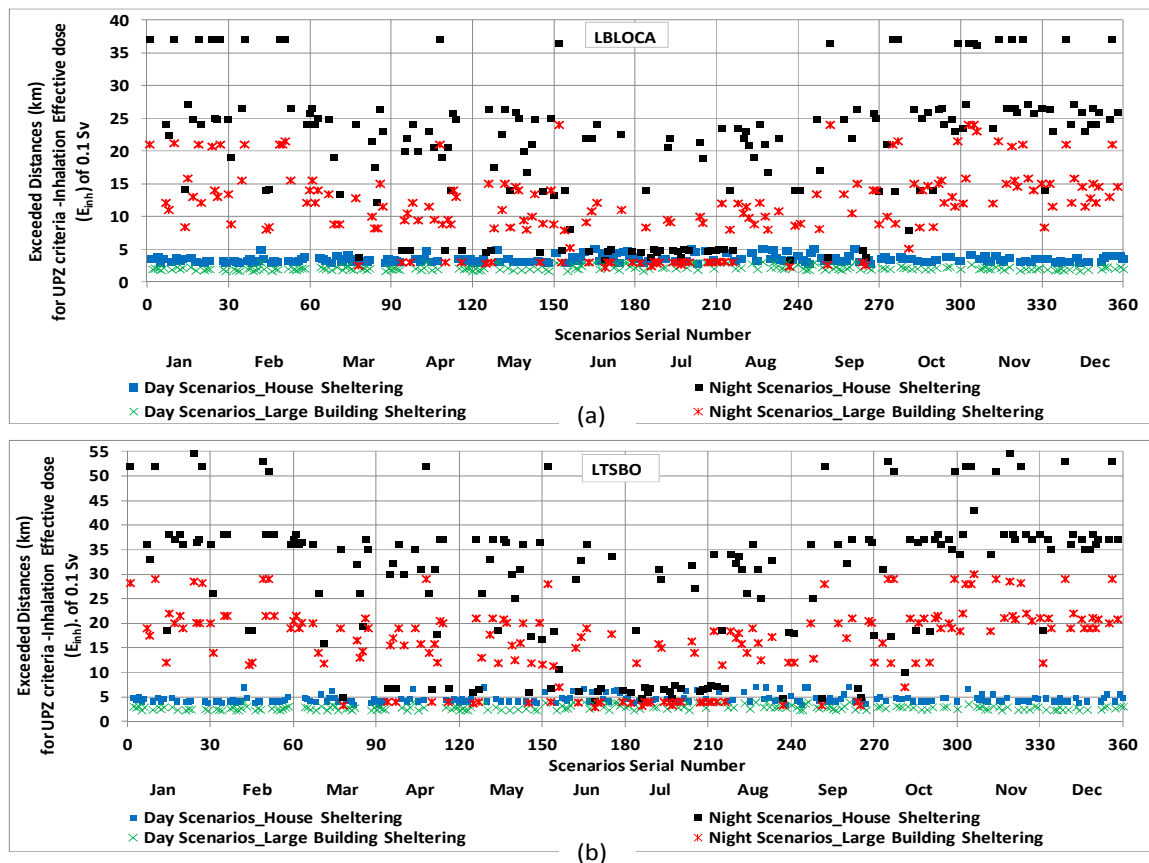 LBLOCA
Exceeded Distances (km)
for UPZ criteria -Inhalation Effective dose
(Einh) of 0.1 Sv
40
35
30
25
20
15
10
5
0
0 30 60 90 120 150 180 210 240 270 300 330 360
Scenarios Serial Number
Jan Feb Mar Apr May Jun Jul Aug Sep Oct Nov Dec
Day Scenarios_House Sheltering Night Scenarios_House Sheltering
Day Scenarios_Large Building Sheltering Night Scenarios_Large Building Sheltering
(a)
LTSBO
Exceeded Distances (km)
for UPZ criteria -Inhalation Effective dose
(Einh). of 0.1 Sv
55
50
45
40
35
30
25
20
15
10
5
0
0 30 60 90 120 150 180 210 240 270 300 330 360
Scenarios Serial Number
Jan Feb Mar Apr May Jun Jul Aug Sep Oct Nov Dec
Day Scenarios_House Sheltering Night Scenarios_House Sheltering
Day Scenarios_Large Building Sheltering Night Scenarios_Large Building Sheltering
(b)